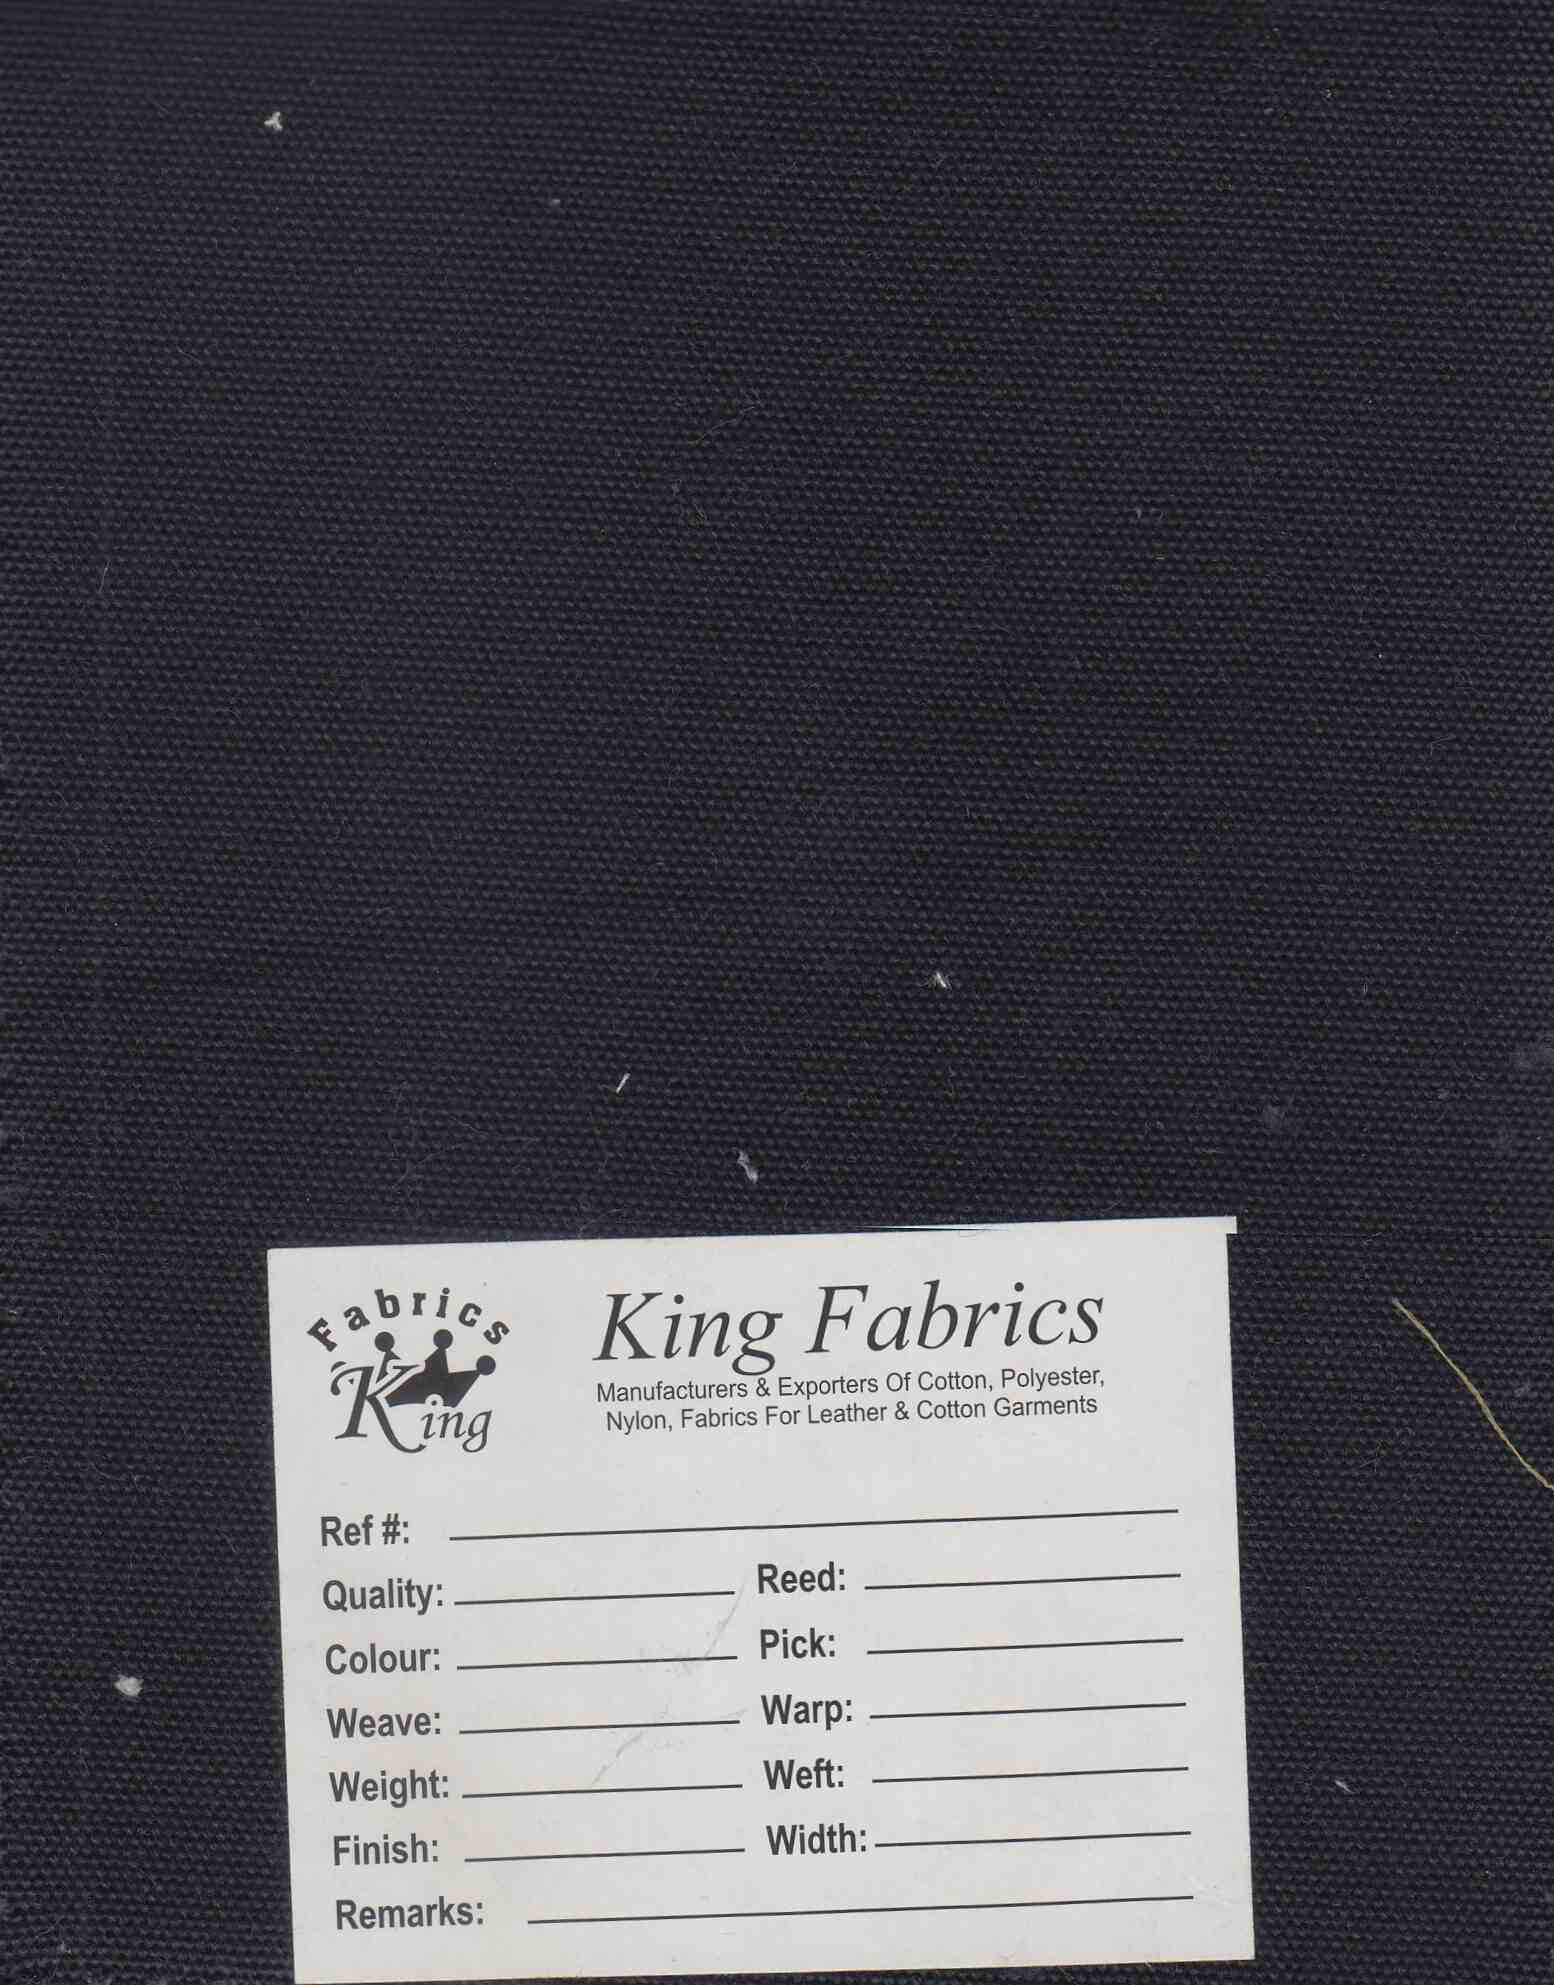 Fabrics
King
King Fabrics
Manufacturers & Exporters Of Cotton, Polyester,
Nylon, Fabrics For Leather & Cotton Garments
Ref #:
Quality: Reed:
Colour: Pick:
Weave: Warp:
Weight: Weft:
Finish: Width:
Remarks: